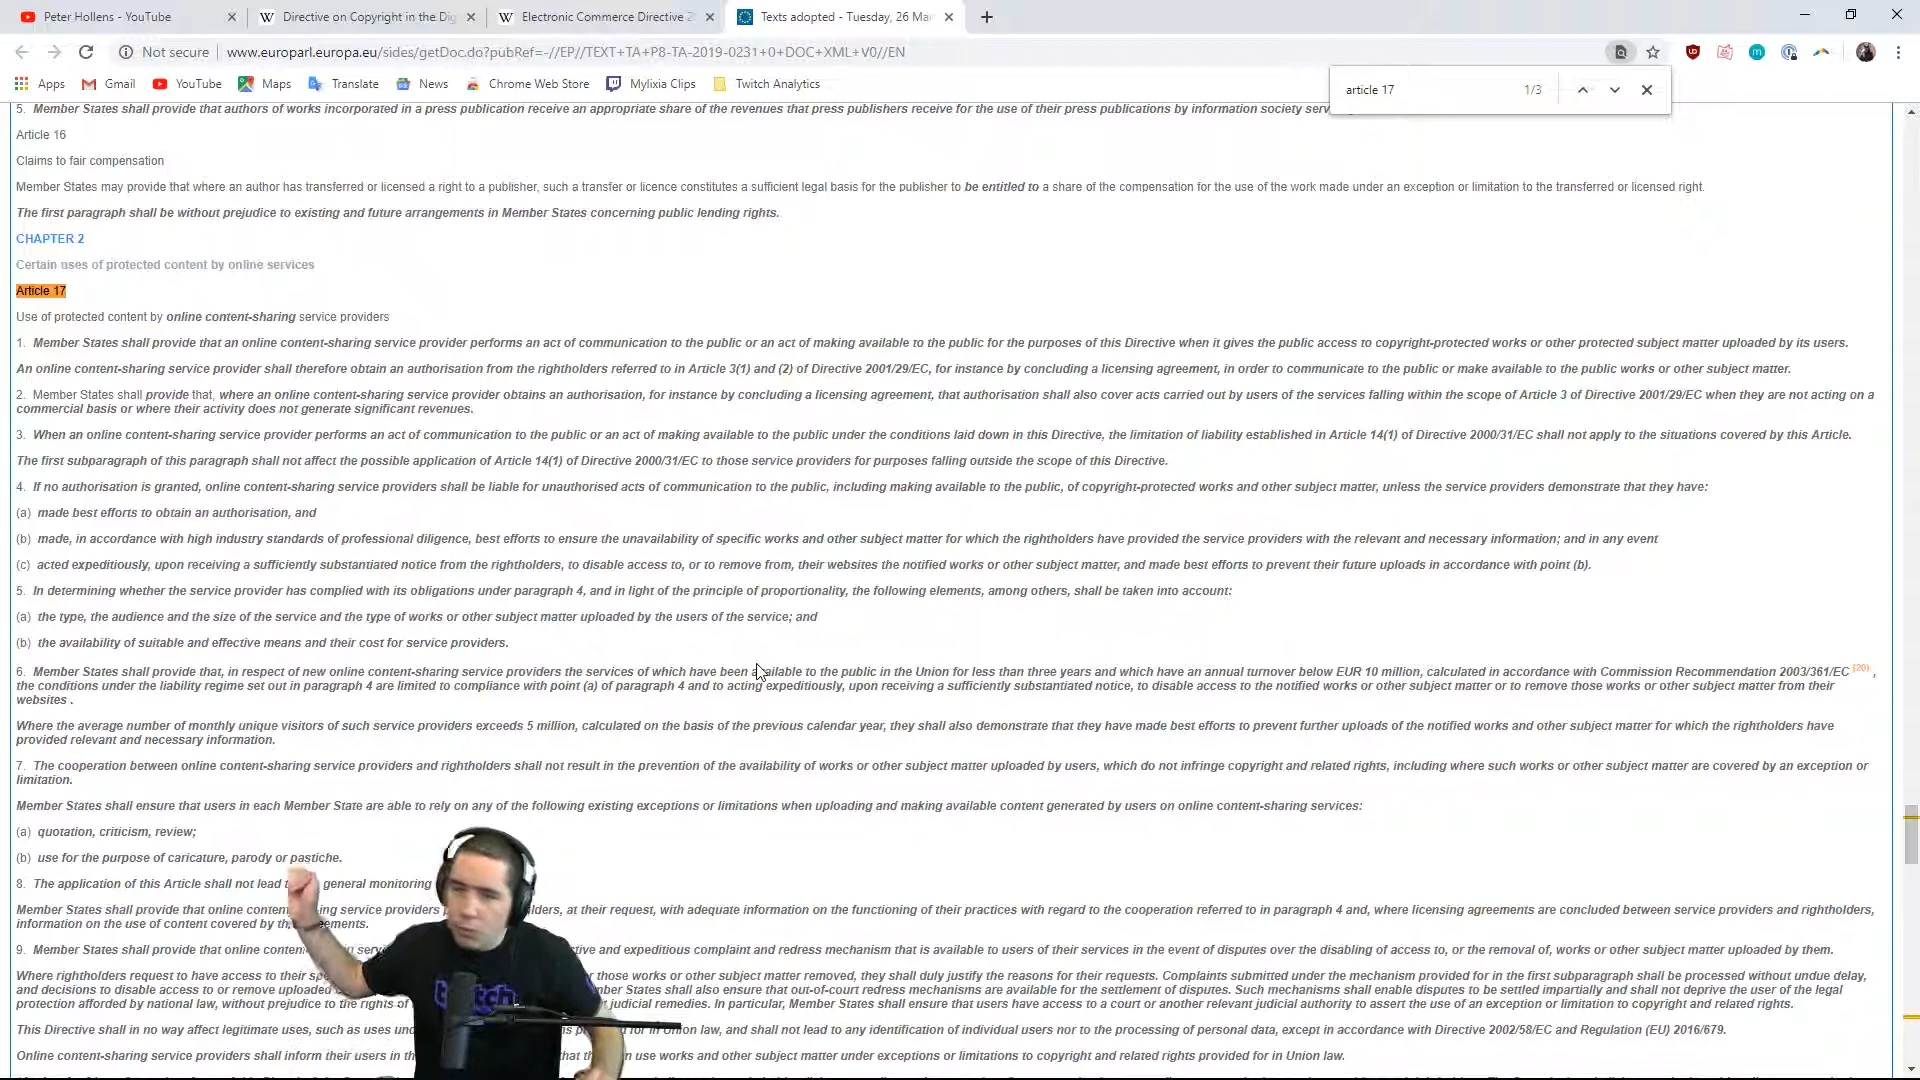 Peter Hollens - YouTube
Directive on Copyright in the Dig
Electronic Commerce Directive 2
Texts adopted - Tuesday, 26 Mar
Not secure
www.europarl.europa.eu/sides/getDoc.do?pubRef=-//EP//TEXT+TA+P8-TA-2019-0231+0+DOC+XML+V0//EN
Apps Gmail YouTube Maps Translate News Chrome Web Store Mylixia Clips Twitch Analytics
article 17 1/3
5. Member States shall provide that authors of works incorporated in a press publication receive an appropriate share of the revenues that press publishers receive for the use of their press publications by information society
Article 16
Claims to fair compensation
Member States may provide that where an author has transferred or licensed a right to a publisher, such a transfer or licence constitutes a sufficient legal basis for the publisher to be entitled to a share of the compensation for the use of the work made under an exception or limitation to the transferred or licensed right.
The first paragraph shall be without prejudice to existing and future arrangements in Member States concerning public lending rights.
CHAPTER 2
Certain uses of protected content by online services
Article 17
Use of protected content by online content-sharing service providers
1. Member States shall provide that an online content-sharing service provider performs an act of communication to the public or an act of making available to the public for the purposes of this Directive when it gives the public access to copyright-protected works or other protected subject matter uploaded by its users.
An online content-sharing service provider shall therefore obtain an authorisation from the rightholders referred to in Article 3(1) and (2) of Directive 2001/29/EC, for instance by concluding a licensing agreement, in order to communicate to the public or make available to the public works or other subject matter.
2. Member States shall provide that, where an online content-sharing service provider obtains an authorisation, for instance by concluding a licensing agreement, that authorisation shall also cover acts carried out by users of the services falling within the scope of Article 3 of Directive 2001/29/EC when they are not acting on a
commercial basis or where their activity does not generate significant revenues.
3. When an online content-sharing service provider performs an act of communication to the public or an act of making available to the public under the conditions laid down in this Directive, the limitation of liability established in Article 14(1) of Directive 2000/31/EC shall not apply to the situations covered by this Article.
The first subparagraph of this paragraph shall not affect the possible application of Article 14(1) of Directive 2000/31/EC to those service providers for purposes falling outside the scope of this Directive.
4. If no authorisation is granted, online content-sharing service providers shall be liable for unauthorised acts of communication to the public, including making available to the public, of copyright-protected works and other subject matter, unless the service providers demonstrate that they have:
(a) made best efforts to obtain an authorisation, and
(b) made, in accordance with high industry standards of professional diligence, best efforts to ensure the unavailability of specific works and other subject matter for which the rightholders have provided the service providers with the relevant and necessary information; and in any event
(c) acted expeditiously, upon receiving a sufficiently substantiated notice from the rightholders, to disable access to, or to remove from, their websites the notified works or other subject matter, and made best efforts to prevent their future uploads in accordance with point (b).
5. In determining whether the service provider has complied with its obligations under paragraph 4, and in light of the principle of proportionality, the following elements, among others, shall be taken into account:
(a) the type, the audience and the size of the service and the type of works or other subject matter uploaded by the users of the service; and
(b) the availability of suitable and effective means and their cost for service providers.
6. Member States shall provide that, in respect of new online content-sharing service providers the services of which have been available to the public in the Union for less than three years and which have an annual turnover below EUR 10 million, calculated in accordance with Commission Recommendation 2003/361/EC (20) ,
the conditions under the liability regime set out in paragraph 4 are limited to compliance with point (a) of paragraph 4 and to acting expeditiously, upon receiving a sufficiently substantiated notice, to disable access to the notified works or other subject matter or to remove those works or other subject matter from their
websites .
Where the average number of monthly unique visitors of such service providers exceeds 5 million, calculated on the basis of the previous calendar year, they shall also demonstrate that they have made best efforts to prevent further uploads of the notified works and other subject matter for which the rightholders have
provided relevant and necessary information.
7. The cooperation between online content-sharing service providers and rightholders shall not result in the prevention of the availability of works or other subject matter uploaded by users, which do not infringe copyright and related rights, including where such works or other subject matter are covered by an exception or
limitation.
Member States shall ensure that users in each Member State are able to rely on any of the following existing exceptions or limitations when uploading and making available content generated by users on online content-sharing services:
(a) quotation, criticism, review;
(b) use for the purpose of caricature, parody or pastiche.
8. The application of this Article shall not lead general monitoring
Member States shall provide that online service providers at their request, with adequate information on the functioning of their practices with regard to the cooperation referred to in paragraph 4 and, where licensing agreements are concluded between service providers and rightholders,
information on the use of content covered by
9. Member States shall provide that online and expeditious complaint and redress mechanism that is available to users of their services in the event of disputes over the disabling of access to, or the removal of, works or other subject matter uploaded by them.
Where rightholders request to have access to their those works or other subject matter removed, they shall duly justify the reasons for their requests. Complaints submitted under the mechanism provided for in the first subparagraph shall be processed without undue delay,
and decisions to disable access to or remove uploaded States shall also ensure that out-of-court redress mechanisms are available for the settlement of disputes. Such mechanisms shall enable disputes to be settled impartially and shall not deprive the user of the legal
protection afforded by national law, without prejudice to the rights of judicial remedies. In particular, Member States shall ensure that users have access to a court or another relevant judicial authority to assert the use of an exception or limitation to copyright and related rights.
This Directive shall in no way affect legitimate uses, such as uses for in Union law, and shall not lead to any identification of individual users nor to the processing of personal data, except in accordance with Directive 2002/58/EC and Regulation (EU) 2016/679.
Online content-sharing service providers shall inform their users in use works and other subject matter under exceptions or limitations to copyright and related rights provided for in Union law.